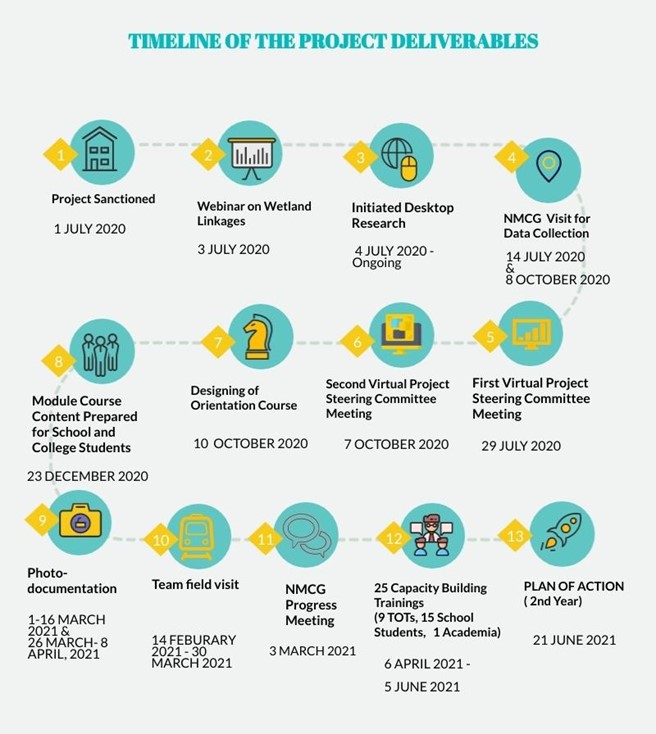 TIMELINE OF THE PROJECT DELIVERABLES
1
Project Sanctioned
1 JULY 2020
2
Webinar on Wetland
Linkages
3 JULY 2020
3
Initiated Desktop
Research
4 JULY 2020 -
Ongoing
4
NMCG Visit for
Data Collection
14 JULY 2020
&
8 OCTOBER 2020
5
First Virtual Project
Steering Committee
Meeting
29 JULY 2020
6
Second Virtual Project
Steering Committee
Meeting
7 OCTOBER 2020
7
Designing of
Orientation Course
10 OCTOBER 2020
8
Module Course
Content Prepared
for School and
College Students
23 DECEMBER 2020
9
Photo-
documentation
1-16 MARCH
2021 &
26 MARCH- 8
APRIL, 2021
10
Team field visit
14 FEBURARY
2021 - 30
MARCH 2021
11
NMCG
Progress
Meeting
3 MARCH 2021
12
25 Capacity Building
Trainings
(9 TOTs, 15 School
Students, 1 Academia)
6 APRIL 2021 -
5 JUNE 2021
13
PLAN OF ACTION
( 2nd Year)
21 JUNE 2021